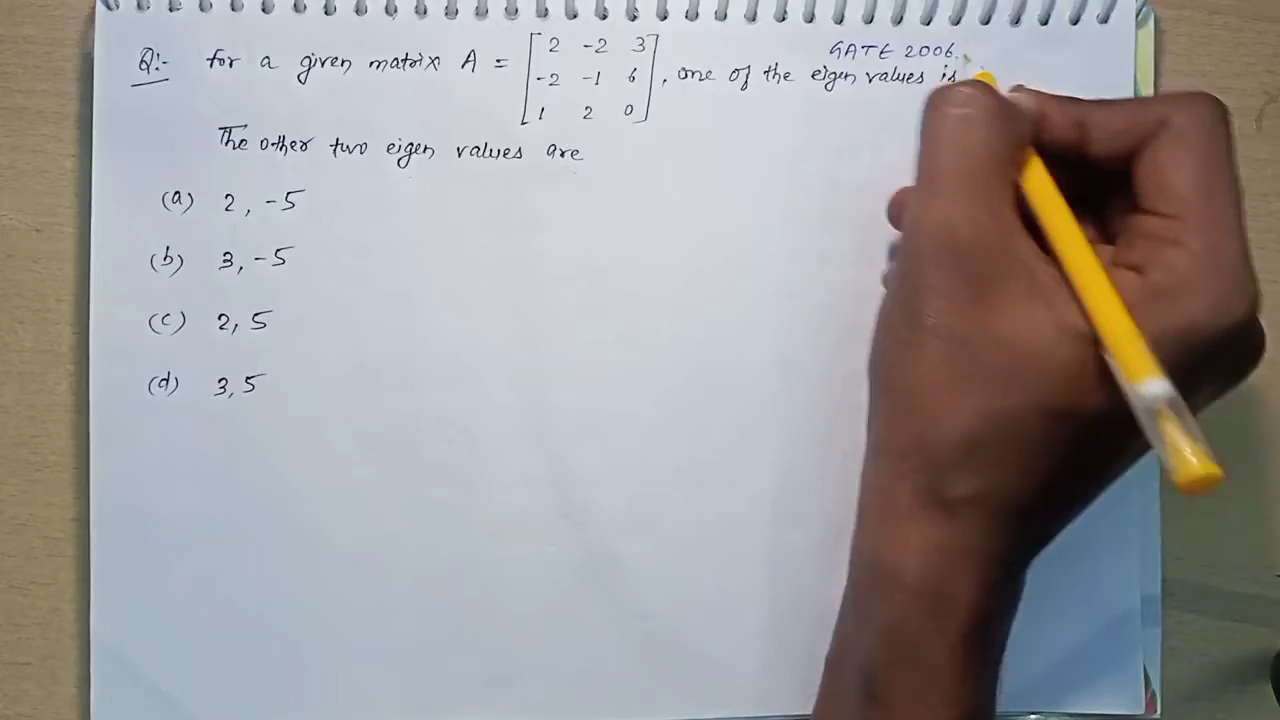 GATE 2006.
Q:- for a given matrix A = [2 -2 3
-2 -1 6
1 2 0], one of the eigen values is
The other two eigen values are
(a) 2, -5
(b) 3, -5
(c) 2, 5
(d) 3, 5